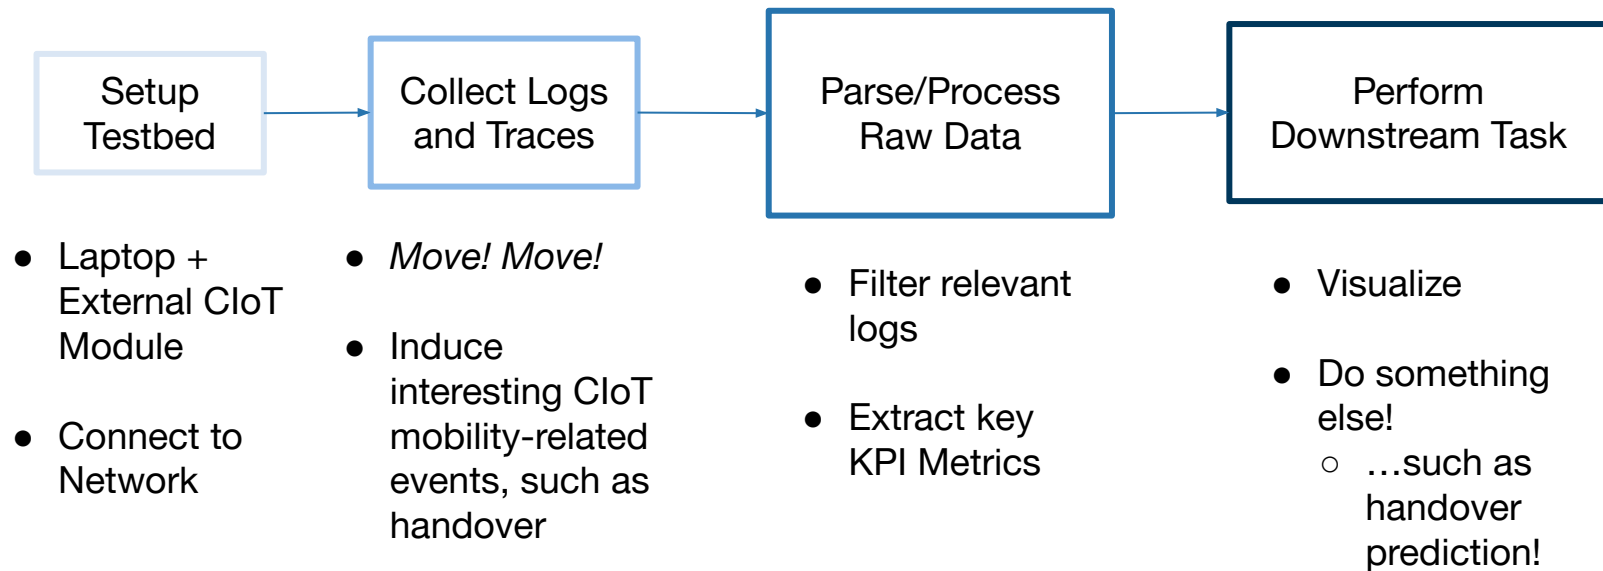 Setup
Testbed
Collect Logs
and Traces
Parse/Process
Raw Data
Perform
Downstream Task
● Laptop +
External CIoT
Module
● Connect to
Network
● Move! Move!
● Induce
interesting CIoT
mobility-related
events, such as
handover
● Filter relevant
logs
● Extract key
KPI Metrics
● Visualize
● Do something
else!
○ …such as
handover
prediction!